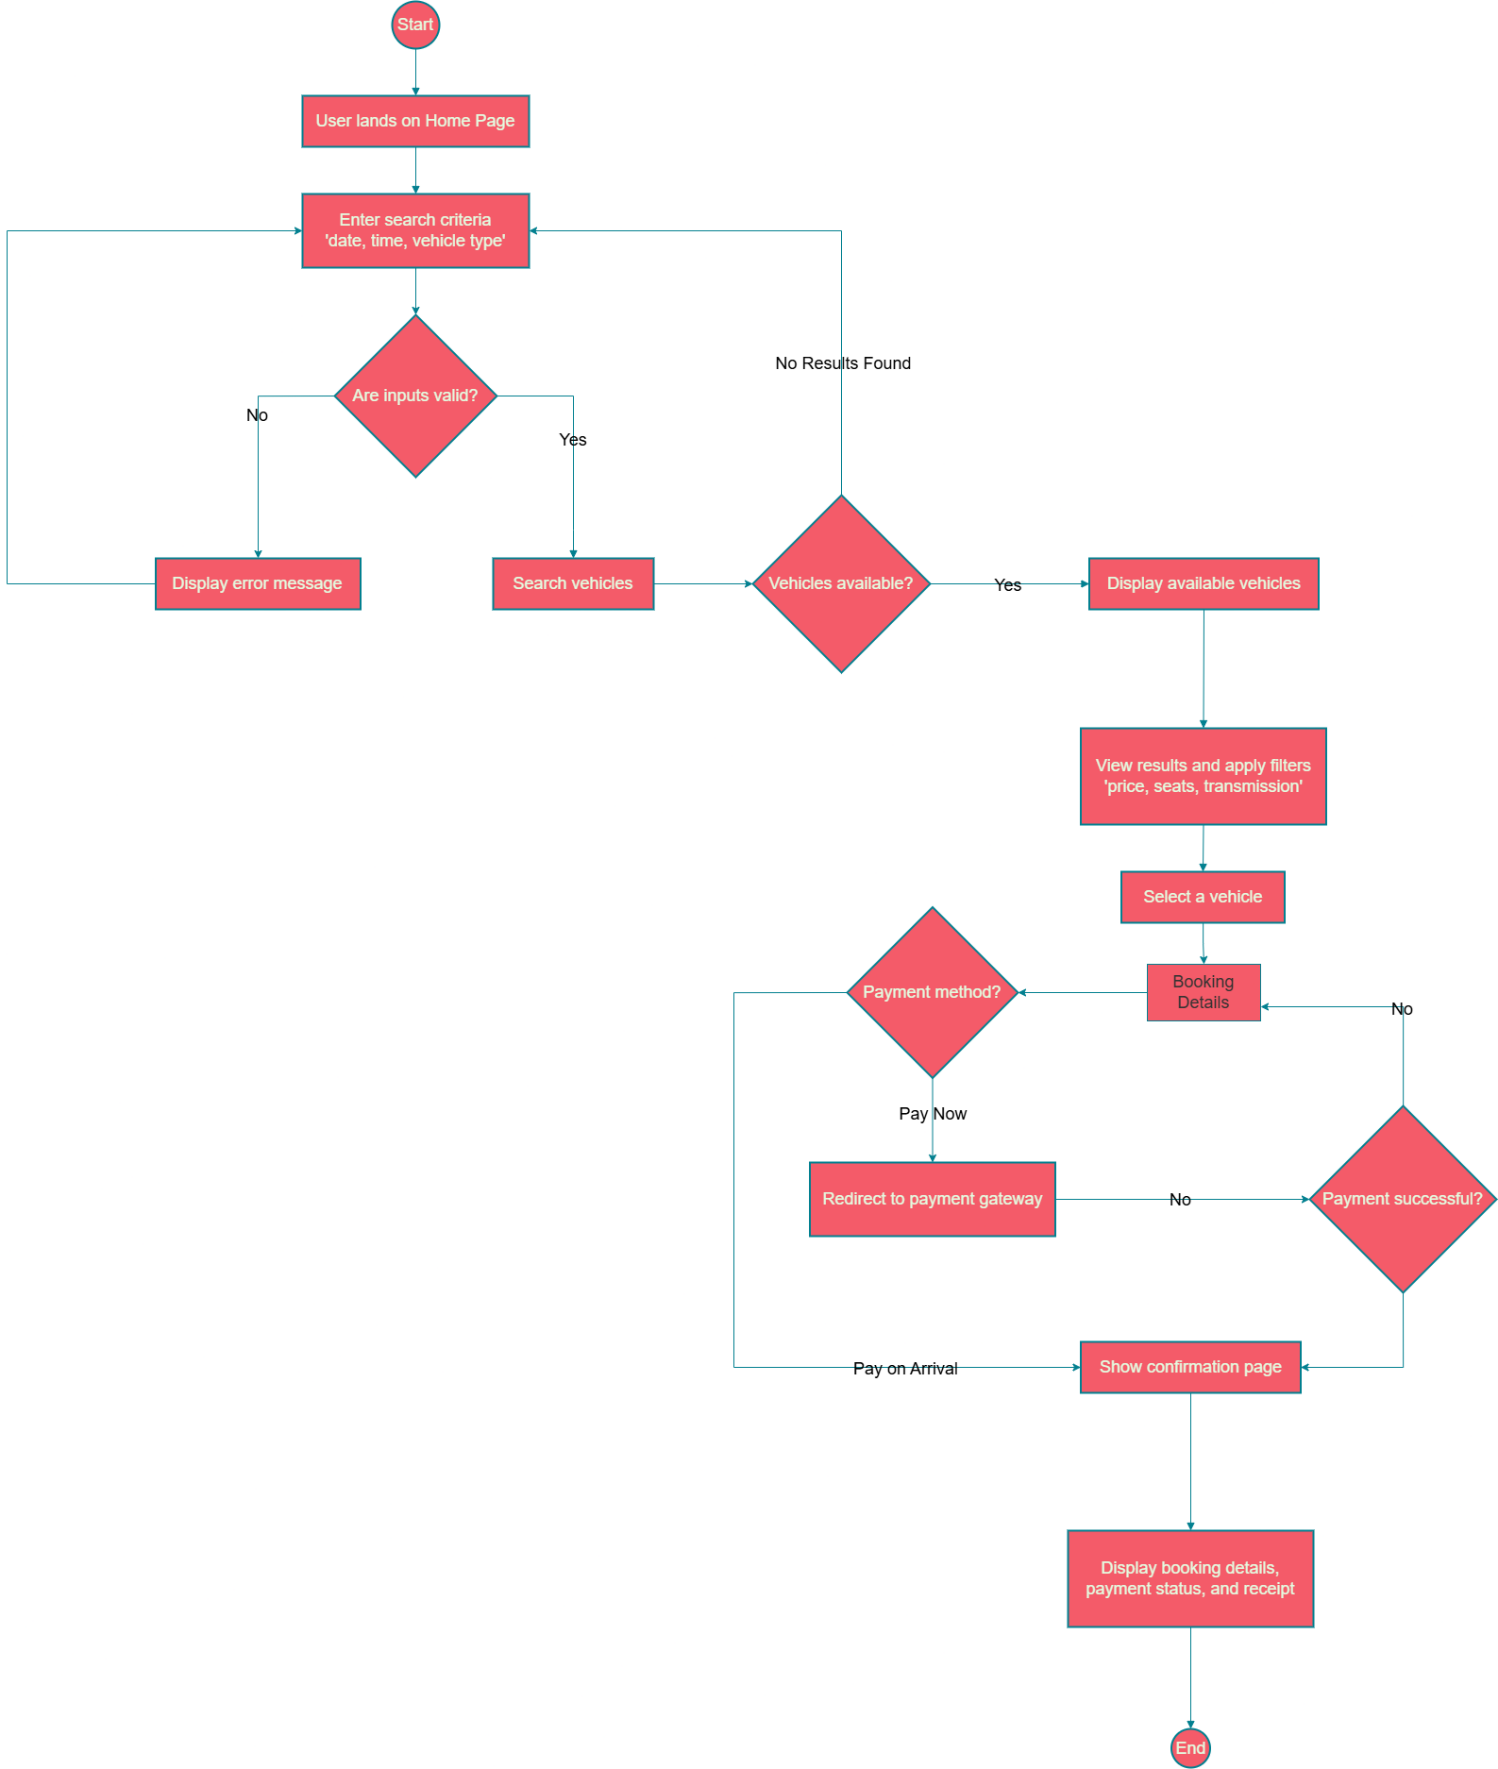 Start
User lands on Home Page
Enter search criteria
'date, time, vehicle type'
No Results Found
Are inputs valid?
No
Yes
Display error message
Search vehicles
Vehicles available?
Yes
Display available vehicles
View results and apply filters
'price, seats, transmission'
Select a vehicle
Booking
Details
Payment method?
No
Pay Now
Redirect to payment gateway
No
Payment successful?
Pay on Arrival
Show confirmation page
Display booking details,
payment status, and receipt
End